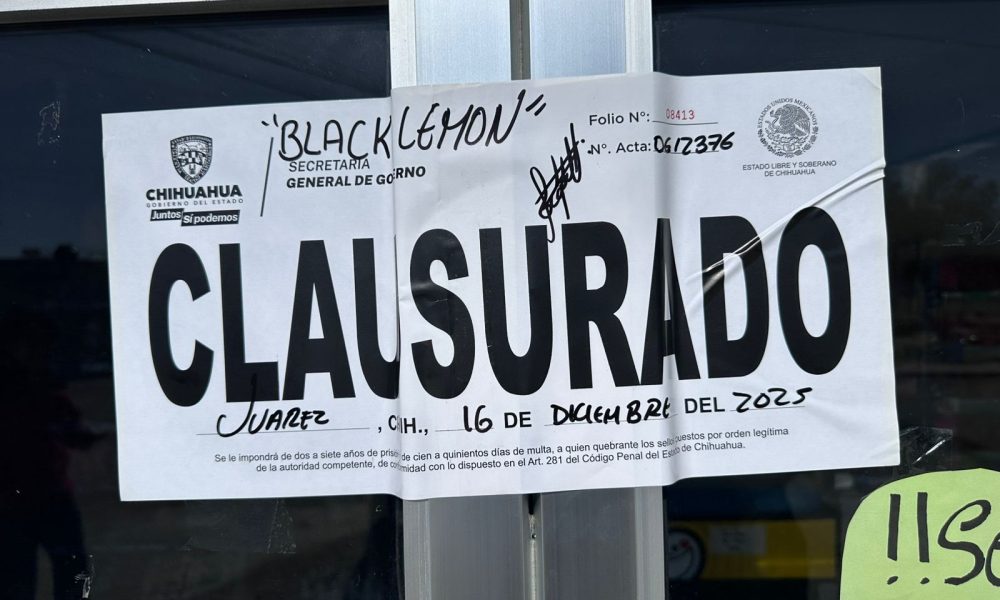 "BLACK LEMON"
SECRETARÍA
GENERAL DE GOBIERNO
CHIHUAHUA
GOBIERNO DEL ESTADO
Juntos Sí podemos
Folio N°: 08413
N°. Acta: 0612376
ESTADOS UNIDOS MEXICANOS
ESTADO LIBRE Y SOBERANO
DE CHIHUAHUA
CLAUSURADO
JUAREZ, CHIH., 16 DE DICIEMBRE DEL 2025
Se le impondrá de dos a siete años de prisión de cien a quinientos días de multa, a quien quebrante los sellos puestos por orden legítima
de la autoridad competente, de conformidad con lo dispuesto en el Art. 281 del Código Penal del Estado de Chihuahua.
!!Se